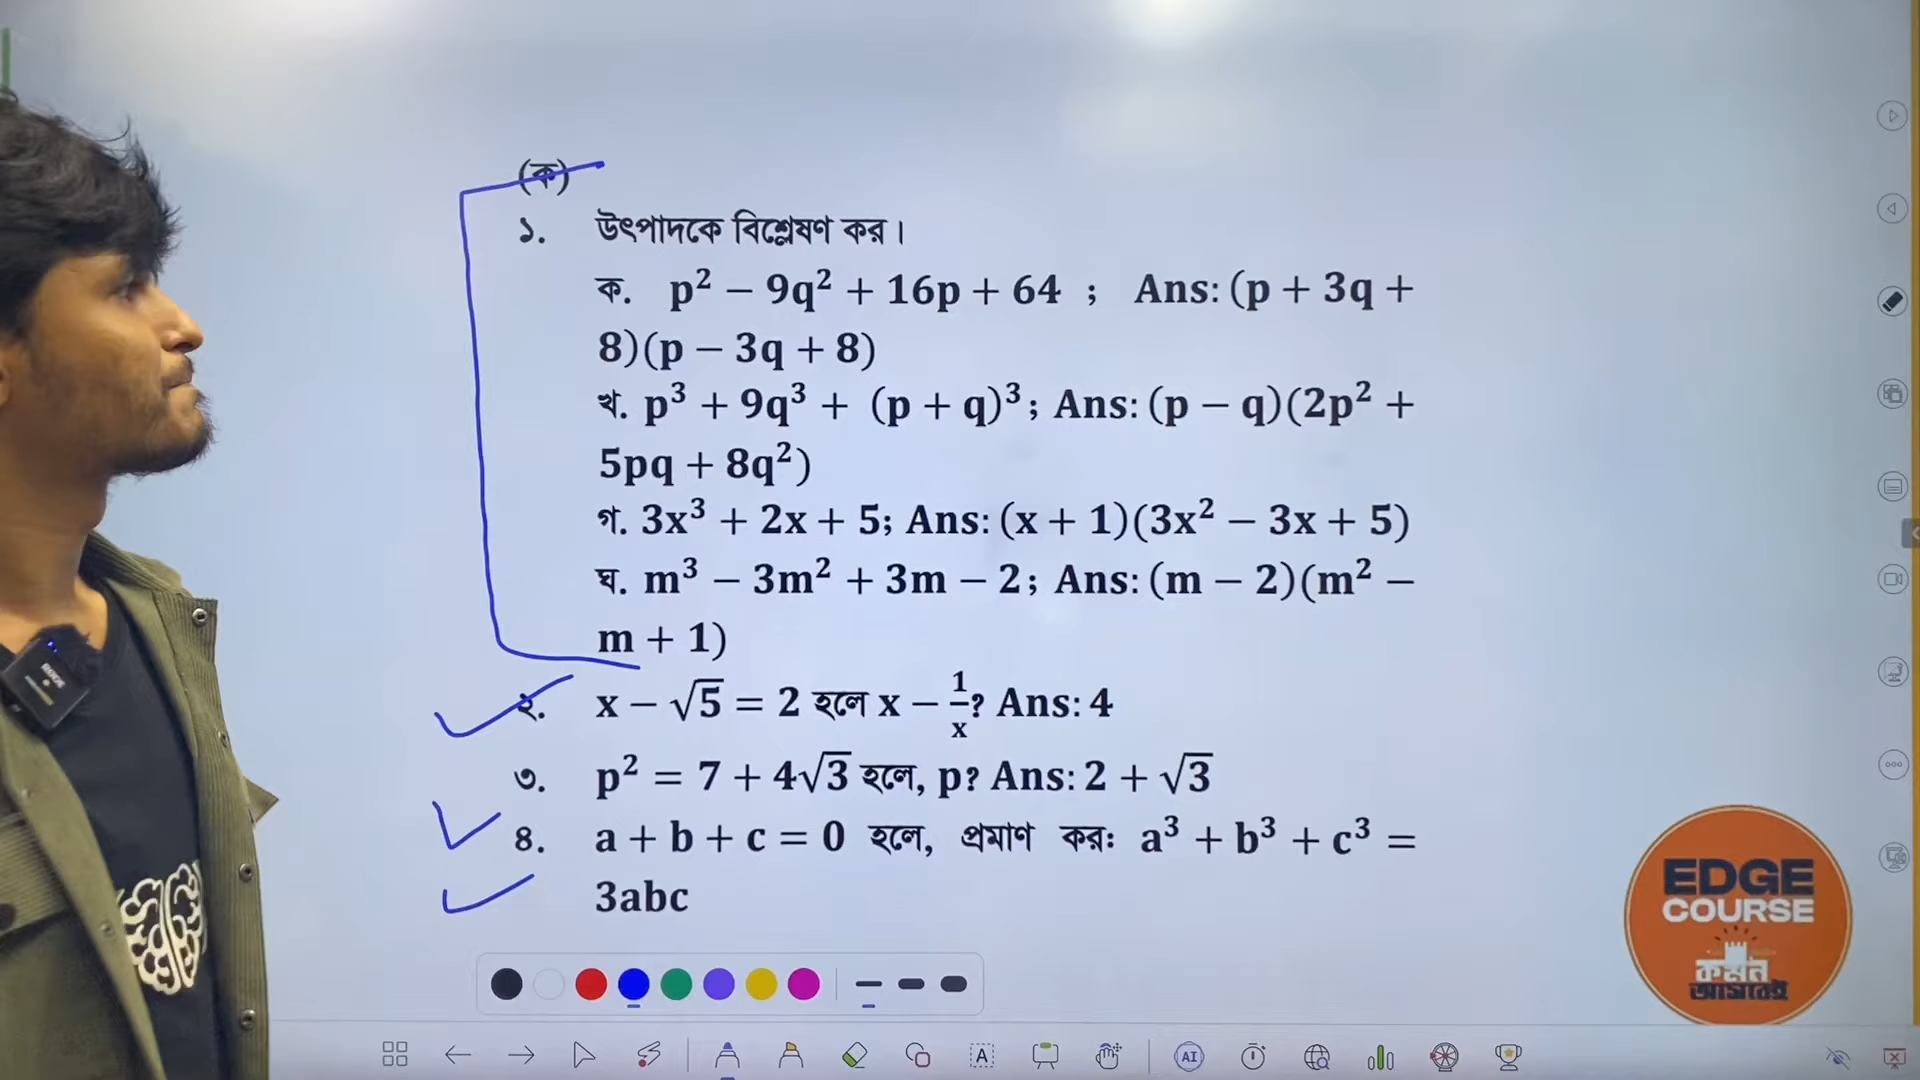 (ক)
১. উৎপাদকে বিশ্লেষণ কর।
ক. p² − 9q² + 16p + 64 ; Ans: (p + 3q +
8)(p − 3q + 8)
খ. p³ + 9q³ + (p + q)³; Ans: (p − q)(2p² +
5pq + 8q²)
গ. 3x³ + 2x + 5; Ans: (x + 1)(3x² − 3x + 5)
ঘ. m³ − 3m² + 3m − 2; Ans: (m − 2)(m² −
m + 1)
২. x − √5 = 2 হলে x − 1/x? Ans: 4
৩. p² = 7 + 4√3 হলে, p? Ans: 2 + √3
৪. a + b + c = 0 হলে, প্রমাণ করঃ a³ + b³ + c³ =
3abc
EDGE
COURSE
কমন
আসবেই
A
AI